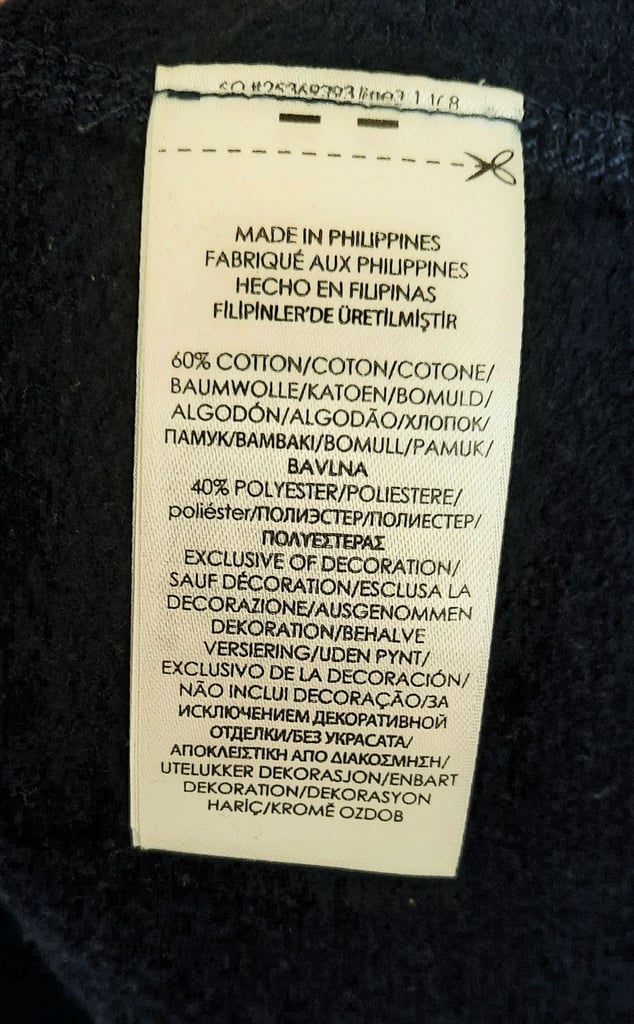 MADE IN PHILIPPINES
FABRIQUÉ AUX PHILIPPINES
HECHO EN FILIPINAS
FİLİPİNLER'DE ÜRETİLMİŞTİR
60% COTTON/COTON/COTONE/
BAUMWOLLE/KATOEN/BOMULD/
ALGODÓN/ALGODÃO/ХЛОПОК/
ПАМУК/BAMBAKI/BOMULL/PAMUK/
BAVLNA
40% POLYESTER/POLIESTERE/
poliéster/ПОЛИЭСТЕР/ПОЛИЕСТЕР/
ΠΟΛΥΕΣΤΕΡΑΣ
EXCLUSIVE OF DECORATION/
SAUF DÉCORATION/ESCLUSA LA
DECORAZIONE/AUSGENOMMEN
DEKORATION/BEHALVE
VERSIERING/UDEN PYNT/
EXCLUSIVO DE LA DECORACIÓN/
NÃO INCLUI DECORAÇÃO/ЗА
ИСКЛЮЧЕНИЕМ ДЕКОРАТИВНОЙ
ОТДЕЛКИ/БЕЗ УКРАСАТА/
ΑΠΟΚΛΕΙΣΤΙΚΗ ΑΠΟ ΔΙΑΚΟΣΜΗΣΗ/
UTELUKKER DEKORASJON/ENBART
DEKORATION/DEKORASYON
HARİÇ/KROMĚ OZDOB